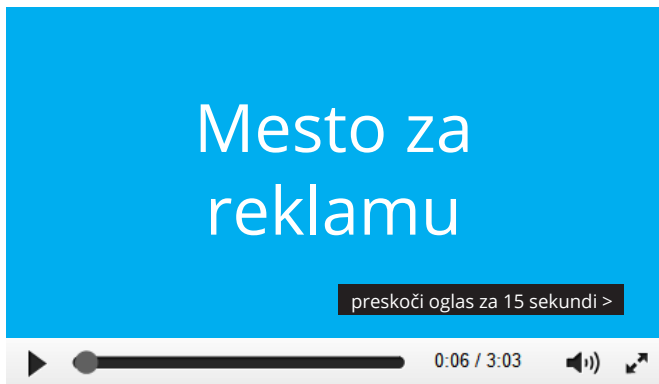 Mesto za
reklamu
preskoči oglas za 15 sekundi >
0:06 / 3:03